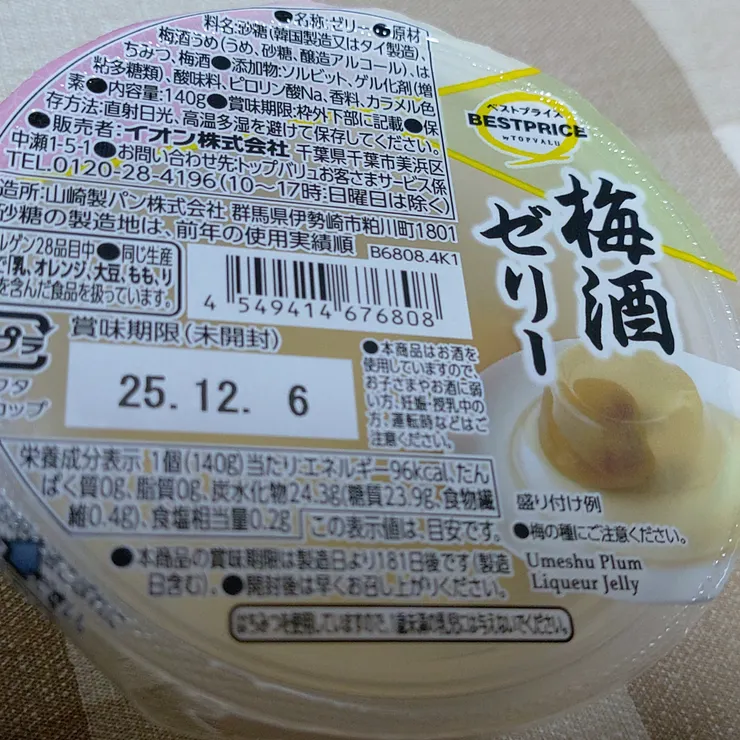 ●名称:ゼリー●原材
料名:砂糖(韓国製造又はタイ製造)、
梅酒うめ(うめ、砂糖、醸造アルコール)、は
ちみつ、梅酒●添加物:ソルビット、ゲル化剤(増
粘多糖類)、酸味料、ピロリン酸Na、香料、カラメル色
素●内容量:140g●賞味期限:枠外下部に記載●保
存方法:直射日光、高温多湿を避けて保存してください。
●販売者:イオン株式会社 千葉県千葉市美浜区
中瀬1-5-1●お問い合わせ先:トップバリュお客さまサービス係
TEL.0120-28-4196(10〜17時:日曜日は除く)
造所:山崎製パン株式会社 群馬県伊勢崎市粕川町1801
砂糖の製造地は、前年の使用実績順
B6808.4K1
レルゲン28品目中●同じ生産
で「乳、オレンジ、大豆、もも、り
を含んだ食品を扱っています。
4 549414 676808
プラ
フタ
カップ
賞味期限(未開封)
25.12. 6
●本商品はお酒を
使用していますので、
お子さまやお酒に弱
い方、妊娠・授乳中の
方、運転時などはご
注意ください。
栄養成分表示 1個(140g)当たり:エネルギー96kcal、たん
ぱく質0g、脂質0g、炭水化物24.3g(糖質23.9g、食物繊
維0.4g)、食塩相当量0.2g この表示値は、目安です。
●本商品の賞味期限は製造日より181日後です(製造
日含む)。●開封後は早くお召し上がりください。
はちみつを使用していますので、1歳未満の乳児には与えないでください。
ベストプライス
BESTPRICE
by TOPVALU
梅酒
ゼリー
盛り付け例
●梅の種にご注意ください。
Umeshu Plum
Liqueur Jelly